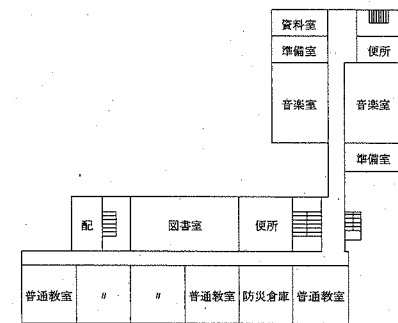 資料室
準備室 便所
音楽室 音楽室
準備室
配 図書室 便所
普通教室 〃 〃 普通教室 防災倉庫 普通教室